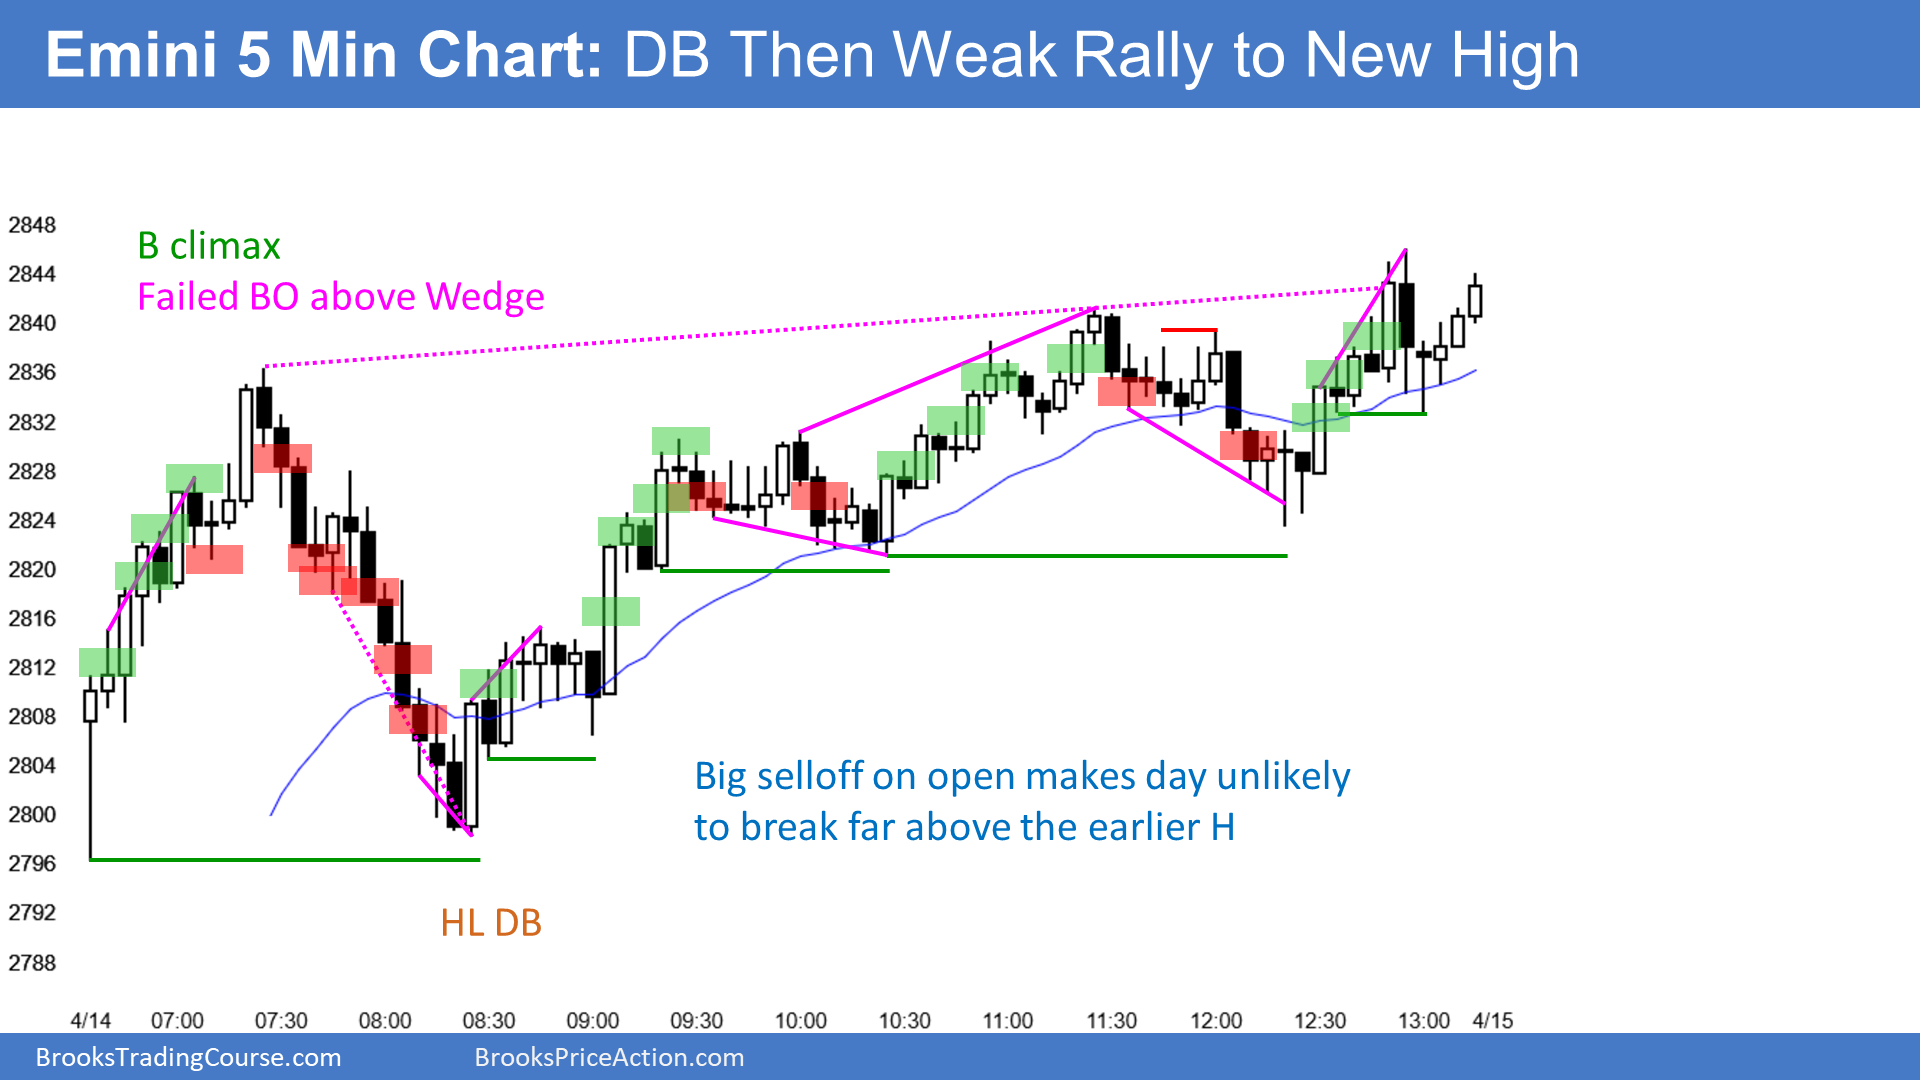 Emini 5 Min Chart: DB Then Weak Rally to New High
B climax
Failed BO above Wedge
2848
2844
2840
2836
2832
2828
2824
2820
2816
2812
2808
2804
2800
2796
2792
2788
Big selloff on open makes day unlikely
to break far above the earlier H
HL DB
4/14 07:00 07:30 08:00 08:30 09:00 09:30 10:00 10:30 11:00 11:30 12:00 12:30 13:00 4/15
BrooksTradingCourse.com BrooksPriceAction.com